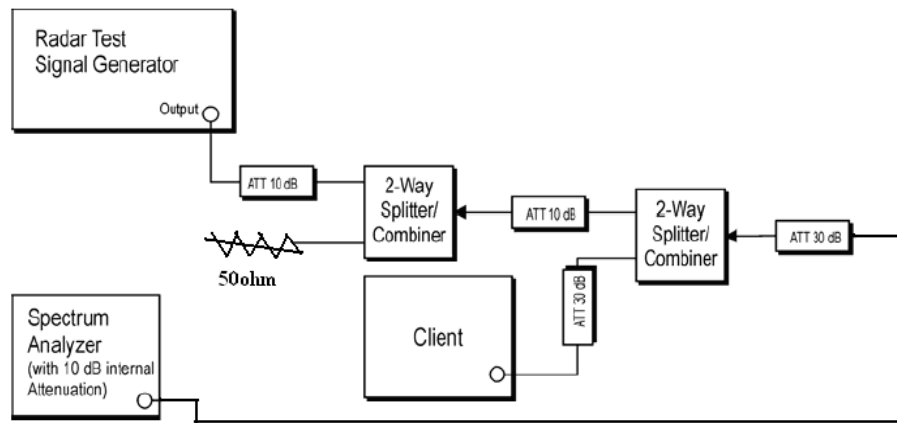 Radar Test
Signal Generator
Output
ATT 10 dB
2-Way
Splitter/
Combiner
ATT 10 dB
2-Way
Splitter/
Combiner
ATT 30 dB
50ohm
ATT 30 dB
Client
Spectrum
Analyzer
(with 10 dB internal
Attenuation)